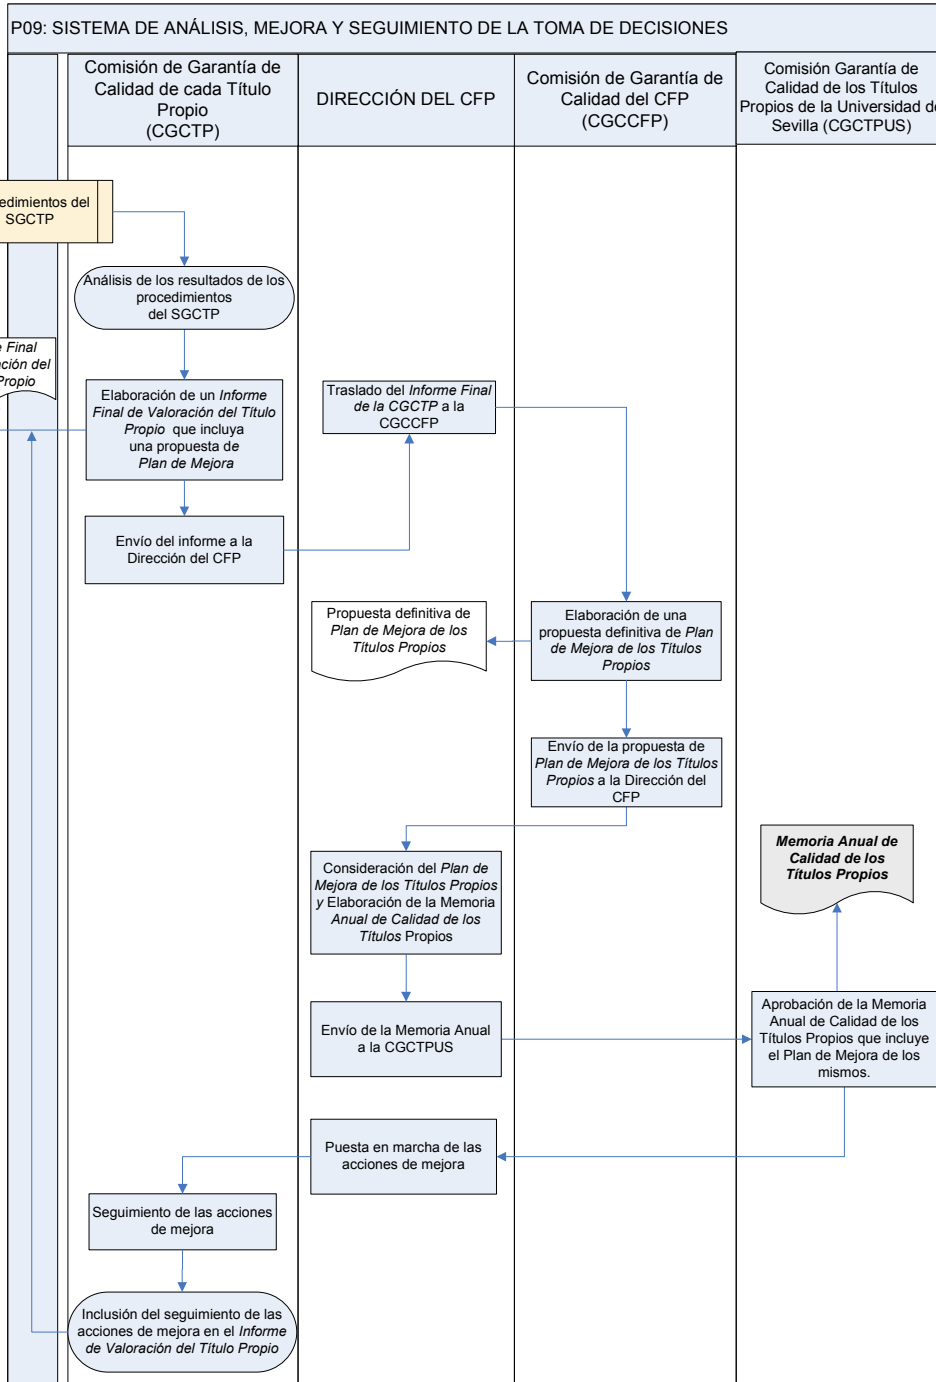 P09: SISTEMA DE ANÁLISIS, MEJORA Y SEGUIMIENTO DE LA TOMA DE DECISIONES
Comisión de Garantía de
Calidad de cada Título
Propio
(CGCTP)
DIRECCIÓN DEL CFP
Comisión de Garantía de
Calidad del CFP
(CGCCFP)
Comisión Garantía de
Calidad de los Títulos
Propios de la Universidad de
Sevilla (CGCTPUS)
edimientos del
SGCTP
Análisis de los resultados de los
procedimientos
del SGCTP
Final
ción del
Propio
Elaboración de un Informe
Final de Valoración del Título
Propio que incluya
una propuesta de
Plan de Mejora
Traslado del Informe Final
de la CGCTP a la
CGCCFP
Envío del informe a la
Dirección del CFP
Propuesta definitiva de
Plan de Mejora de los
Títulos Propios
Elaboración de una
propuesta definitiva de Plan
de Mejora de los Títulos
Propios
Envío de la propuesta de
Plan de Mejora de los Títulos
Propios a la Dirección del
CFP
Memoria Anual de
Calidad de los
Títulos Propios
Consideración del Plan de
Mejora de los Títulos Propios
y Elaboración de la Memoria
Anual de Calidad de los
Títulos Propios
Envío de la Memoria Anual
a la CGCTPUS
Aprobación de la Memoria
Anual de Calidad de los
Títulos Propios que incluye
el Plan de Mejora de los
mismos.
Puesta en marcha de las
acciones de mejora
Seguimiento de las acciones
de mejora
Inclusión del seguimiento de las
acciones de mejora en el Informe
de Valoración del Título Propio